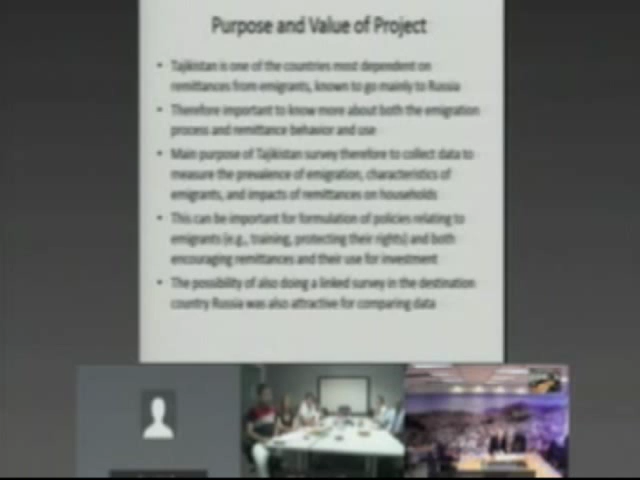 Purpose and Value of Project
• Tajikistan is one of the countries most dependent on
remittances from emigrants, known to go mainly to Russia
• Therefore important to know more about both the emigration
process and remittance behavior and use
• Main purpose of Tajikistan survey therefore to collect data to
measure the prevalence of emigration, characteristics of
emigrants, and impacts of remittances on households
• This can be important for formulation of policies relating to
emigrants (e.g., training, protecting their rights) and both
encouraging remittances and their use for investment
• The possibility of also doing a linked survey in the destination
country Russia was also attractive for comparing data